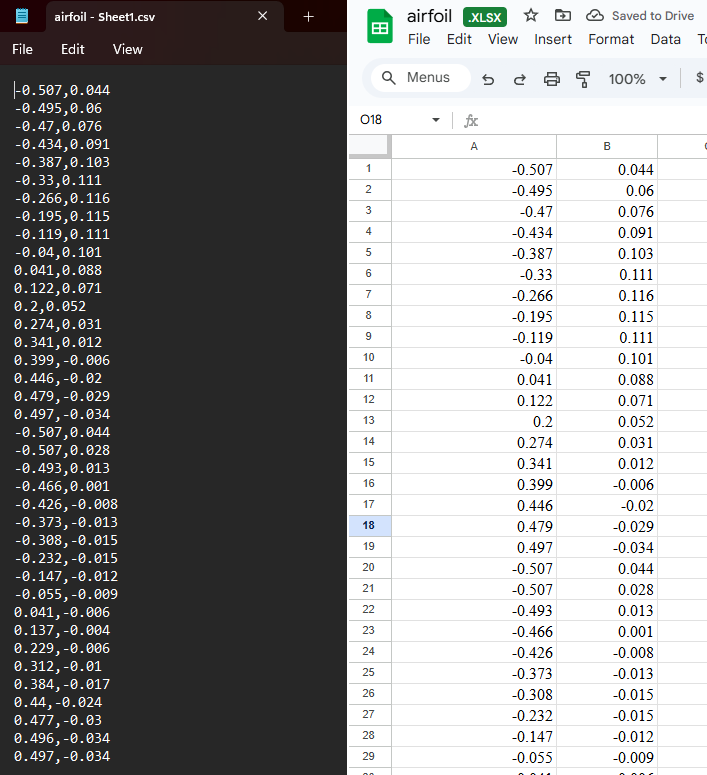 airfoil - Sheet1.csv
File Edit View
-0.507,0.044
-0.495,0.06
-0.47,0.076
-0.434,0.091
-0.387,0.103
-0.33,0.111
-0.266,0.116
-0.195,0.115
-0.119,0.111
-0.04,0.101
0.041,0.088
0.122,0.071
0.2,0.052
0.274,0.031
0.341,0.012
0.399,-0.006
0.446,-0.02
0.479,-0.029
0.497,-0.034
-0.507,0.044
-0.507,0.028
-0.493,0.013
-0.466,0.001
-0.426,-0.008
-0.373,-0.013
-0.308,-0.015
-0.232,-0.015
-0.147,-0.012
-0.055,-0.009
0.041,-0.006
0.137,-0.004
0.229,-0.006
0.312,-0.01
0.384,-0.017
0.44,-0.024
0.477,-0.03
0.496,-0.034
0.497,-0.034
airfoil .XLSX Saved to Drive
File Edit View Insert Format Data
Menus 100% $
O18 fx
A B
1 -0.507 0.044
2 -0.495 0.06
3 -0.47 0.076
4 -0.434 0.091
5 -0.387 0.103
6 -0.33 0.111
7 -0.266 0.116
8 -0.195 0.115
9 -0.119 0.111
10 -0.04 0.101
11 0.041 0.088
12 0.122 0.071
13 0.2 0.052
14 0.274 0.031
15 0.341 0.012
16 0.399 -0.006
17 0.446 -0.02
18 0.479 -0.029
19 0.497 -0.034
20 -0.507 0.044
21 -0.507 0.028
22 -0.493 0.013
23 -0.466 0.001
24 -0.426 -0.008
25 -0.373 -0.013
26 -0.308 -0.015
27 -0.232 -0.015
28 -0.147 -0.012
29 -0.055 -0.009